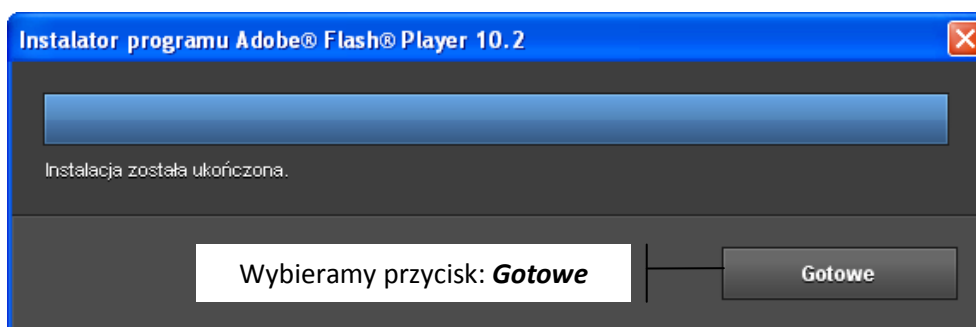 Instalator programu Adobe® Flash® Player 10.2
Instalacja została ukończona.
Wybieramy przycisk: Gotowe
Gotowe